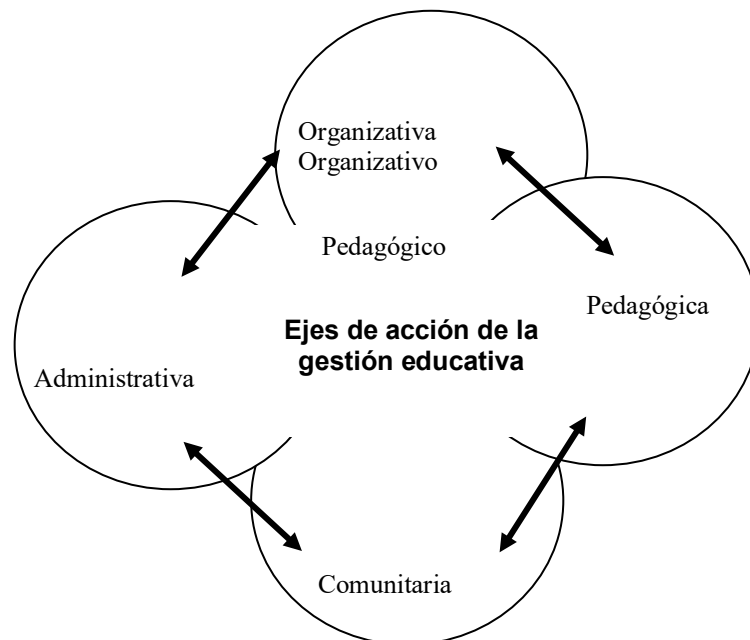 Organizativa
Organizativo
Pedagógico
Pedagógica
Ejes de acción de la
gestión educativa
Administrativa
Comunitaria